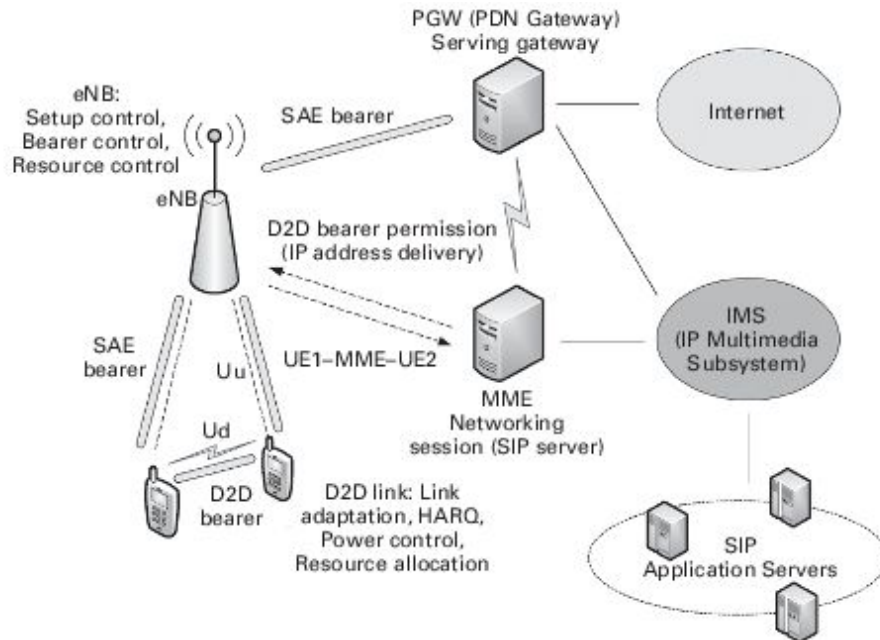 PGW (PDN Gateway)
Serving gateway
eNB:
Setup control,
Bearer control,
Resource control
SAE bearer
Internet
eNB
D2D bearer permission
(IP address delivery)
SAE
bearer
Uu
UE1–MME–UE2
IMS
(IP Multimedia
Subsystem)
MME
Networking
session (SIP server)
Ud
D2D
bearer
D2D link: Link
adaptation, HARQ,
Power control,
Resource allocation
SIP
Application Servers